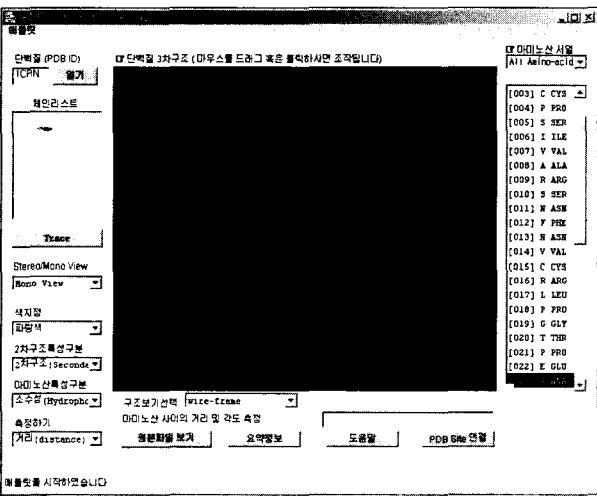 애플릿
단백질 (PDB ID)
1CRN
열기
체인리스트
Trace
Stereo/Mono View
Mono View
색지정
파랑색
2차구조특성구분
2차구조(Seconda
아미노산특성구분
소수성(Hydrophc
측정하기
거리(distance)
☞ 단백질 3차구조 (마우스를 드래그 혹은 클릭하시면 조작됩니다)
구조보기선택
wire-frame
아미노산 사이의 거리 및 각도 측정
원본파일 보기
요약정보
도움말
PDB Site 연결
☞ 아미노산 서열
All Amino-acid
[003] C CYS
[004] P PRO
[005] S SER
[006] I ILE
[007] V VAL
[008] A ALA
[009] R ARG
[010] S SER
[011] N ASN
[012] F PHE
[013] N ASN
[014] V VAL
[015] C CYS
[016] R ARG
[017] L LEU
[018] P PRO
[019] G GLY
[020] T THR
[021] P PRO
[022] E GLU
애플릿를 시작하였습니다